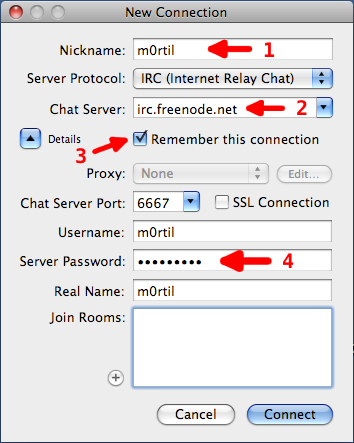 New Connection
Nickname: m0rtil 1
Server Protocol: IRC (Internet Relay Chat)
Chat Server: irc.freenode.net 2
Details Remember this connection
3
Proxy: None Edit...
Chat Server Port: 6667 SSL Connection
Username: m0rtil
Server Password: ••••••••• 4
Real Name: m0rtil
Join Rooms:
Cancel Connect